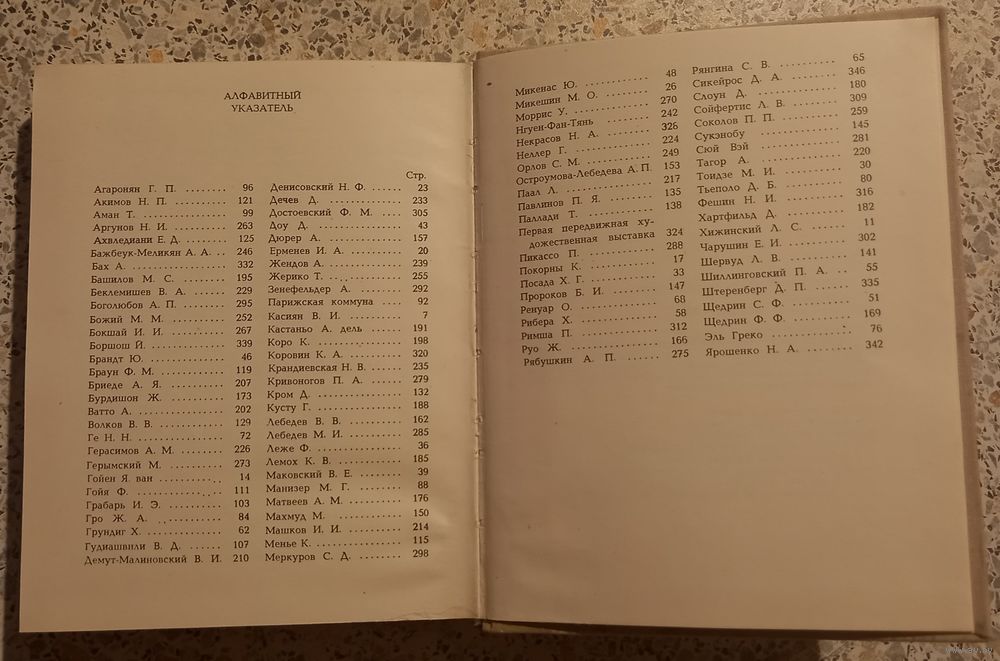 АЛФАВИТНЫЙ
УКАЗАТЕЛЬ
Агаронян Г. П. ........ 96
Акимов Н. П. ........ 121
Аман Т. ........ 99
Аргунов Н. И. ........ 263
Ахвледиани Е. Д. ........ 125
Бажбеук-Меликян А. А. .. 246
Бах А. ........ 332
Башилов М. С. ........ 195
Беклемишев В. А. ........ 229
Боголюбов А. П. ........ 295
Божий М. М. ........ 252
Бокшай И. И. ........ 267
Боршош Й. ........ 339
Брандт Ю. ........ 46
Браун Ф. М. ........ 119
Бриеде А. Я. ........ 207
Бурдишон Ж. ........ 173
Ватто А. ........ 202
Волков В. В. ........ 129
Ге Н. Н. ........ 72
Герасимов А. М. ........ 226
Герымский М. ........ 273
Гойен Я. ван ........ 14
Гойя Ф. ........ 111
Грабарь И. Э. ........ 103
Гро Ж. А. ........ 84
Грундиг Х. ........ 62
Гудиашвили В. Д. ...... 107
Демут-Малиновский В. И. 210
Стр.
Денисовский Н. Ф. ...... 23
Дечев Д. ........ 233
Достоевский Ф. М. .... 305
Доу Д. ........ 43
Дюрер А. ........ 157
Ерменев И. А. ........ 20
Жендов А. ........ 239
Жерико Т. ........ 255
Зенефельдер А. ........ 292
Парижская коммуна .... 92
Касиян В. И. ........ 7
Кастаньо А. дель ...... 191
Коро К. ........ 198
Коровин К. А. ........ 320
Крандиевская Н. В. ...... 235
Кривоногов П. А. ...... 279
Кром Д. ........ 132
Кусту Г. ........ 188
Лебедев В. В. ........ 162
Лебедев М. И. ........ 285
Леже Ф. ........ 36
Лемох К. В. ........ 185
Маковский В. Е. ........ 39
Манизер М. Г. ........ 88
Матвеев А. М. ........ 176
Махмуд М. ........ 150
Машков И. И. ........ 214
Менье К. ........ 115
Меркуров С. Д. ........ 298
Микенас Ю. ........ 48
Микешин М. О. ........ 26
Моррис У. ........ 270
Нгуен-Фан-Тянь ........ 242
Некрасов Н. А. ........ 326
Неллер Г. ........ 224
Орлов С. М. ........ 249
Остроумова-Лебедева А. П. 153
Паал Л. ........ 217
Павлинов П. Я. ........ 135
Паллади Т. ........ 138
Первая передвижная ху-
дожественная выставка 324
Пикассо П. ........ 288
Покорны К. ........ 17
Посада Х. Г. ........ 33
Пророков Б. И. ........ 147
Ренуар О. ........ 68
Рибера Х. ........ 58
Римша П. ........ 312
Руо Ж. ........ 166
Рябушкин А. П. ........ 275
Рянгина С. В. ........ 65
Сикейрос Д. А. ........ 346
Слоун Д. ........ 180
Сойфертис Л. В. ........ 309
Соколов П. П. ........ 259
Сукэнобу ........ 145
Сюй Вэй ........ 281
Тагор А. ........ 220
Тоидзе М. И. ........ 30
Тьеполо Д. Б. ........ 80
Фешин Н. И. ........ 316
Хартфильд Д. ........ 182
Хижинский Л. С. ........ 11
Чарушин Е. И. ........ 302
Шервуд Л. В. ........ 141
Шиллинговский П. А. .. 55
Штеренберг Д. П. ........ 335
Щедрин С. Ф. ........ 51
Щедрин Ф. Ф. ........ 169
Эль Греко ........ 76
Ярошенко Н. А. ........ 342
www.ay.by